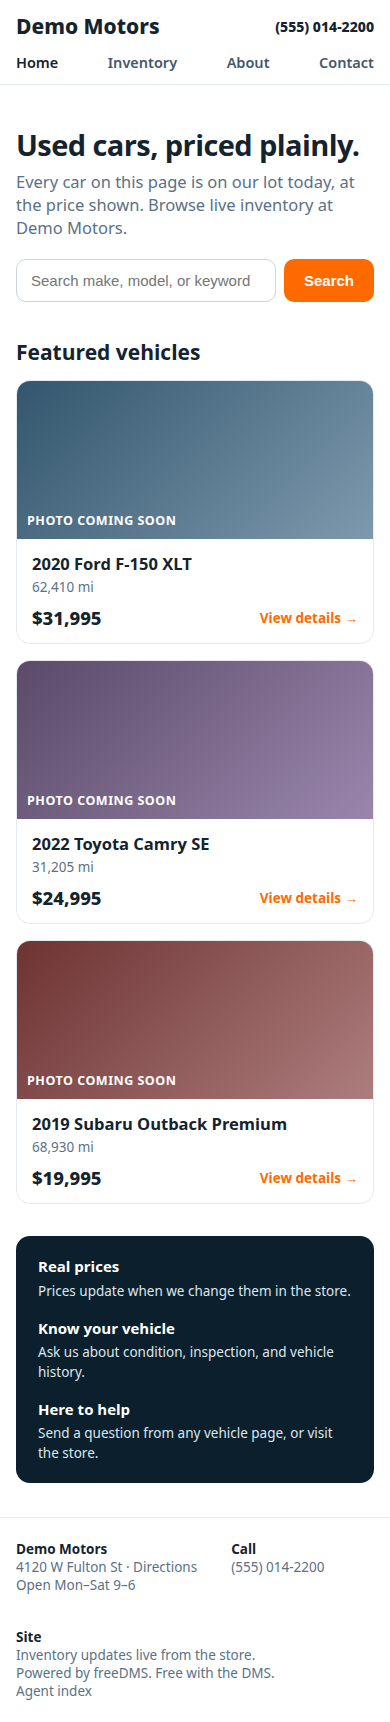 Demo Motors
(555) 014-2200
Home Inventory About Contact
Used cars, priced plainly.
Every car on this page is on our lot today, at
the price shown. Browse live inventory at
Demo Motors.
Search make, model, or keyword
Search
Featured vehicles
PHOTO COMING SOON
2020 Ford F-150 XLT
62,410 mi
$31,995
View details →
PHOTO COMING SOON
2022 Toyota Camry SE
31,205 mi
$24,995
View details →
PHOTO COMING SOON
2019 Subaru Outback Premium
68,930 mi
$19,995
View details →
Real prices
Prices update when we change them in the store.
Know your vehicle
Ask us about condition, inspection, and vehicle
history.
Here to help
Send a question from any vehicle page, or visit
the store.
Demo Motors
4120 W Fulton St · Directions
Open Mon–Sat 9–6
Call
(555) 014-2200
Site
Inventory updates live from the store.
Powered by freeDMS. Free with the DMS.
Agent index